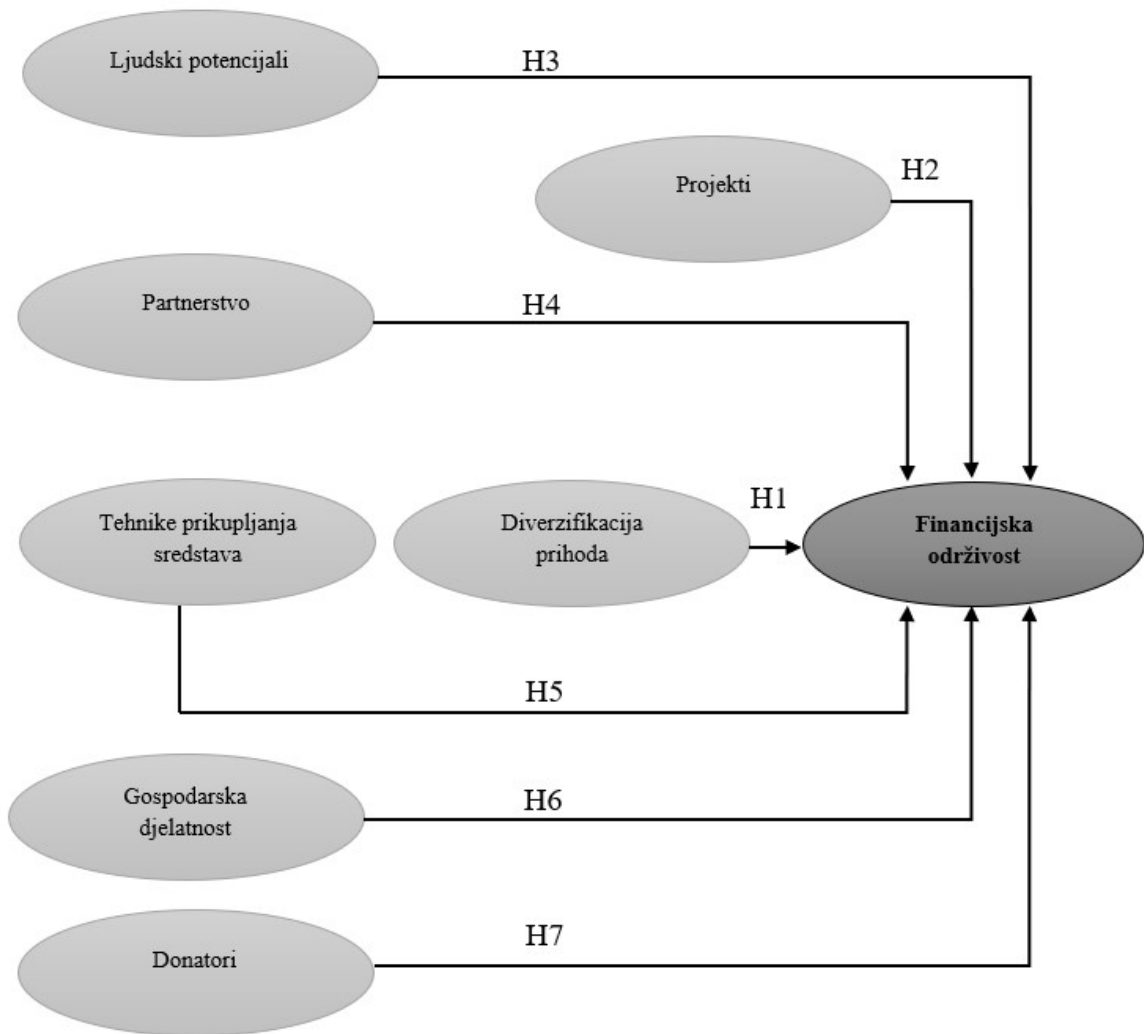 Ljudski potencijali
H3
Projekti
H2
Partnerstvo
H4
Tehnike prikupljanja
sredstava
Diverzifikacija
prihoda
H1
Financijska
održivost
H5
Gospodarska
djelatnost
H6
Donatori
H7